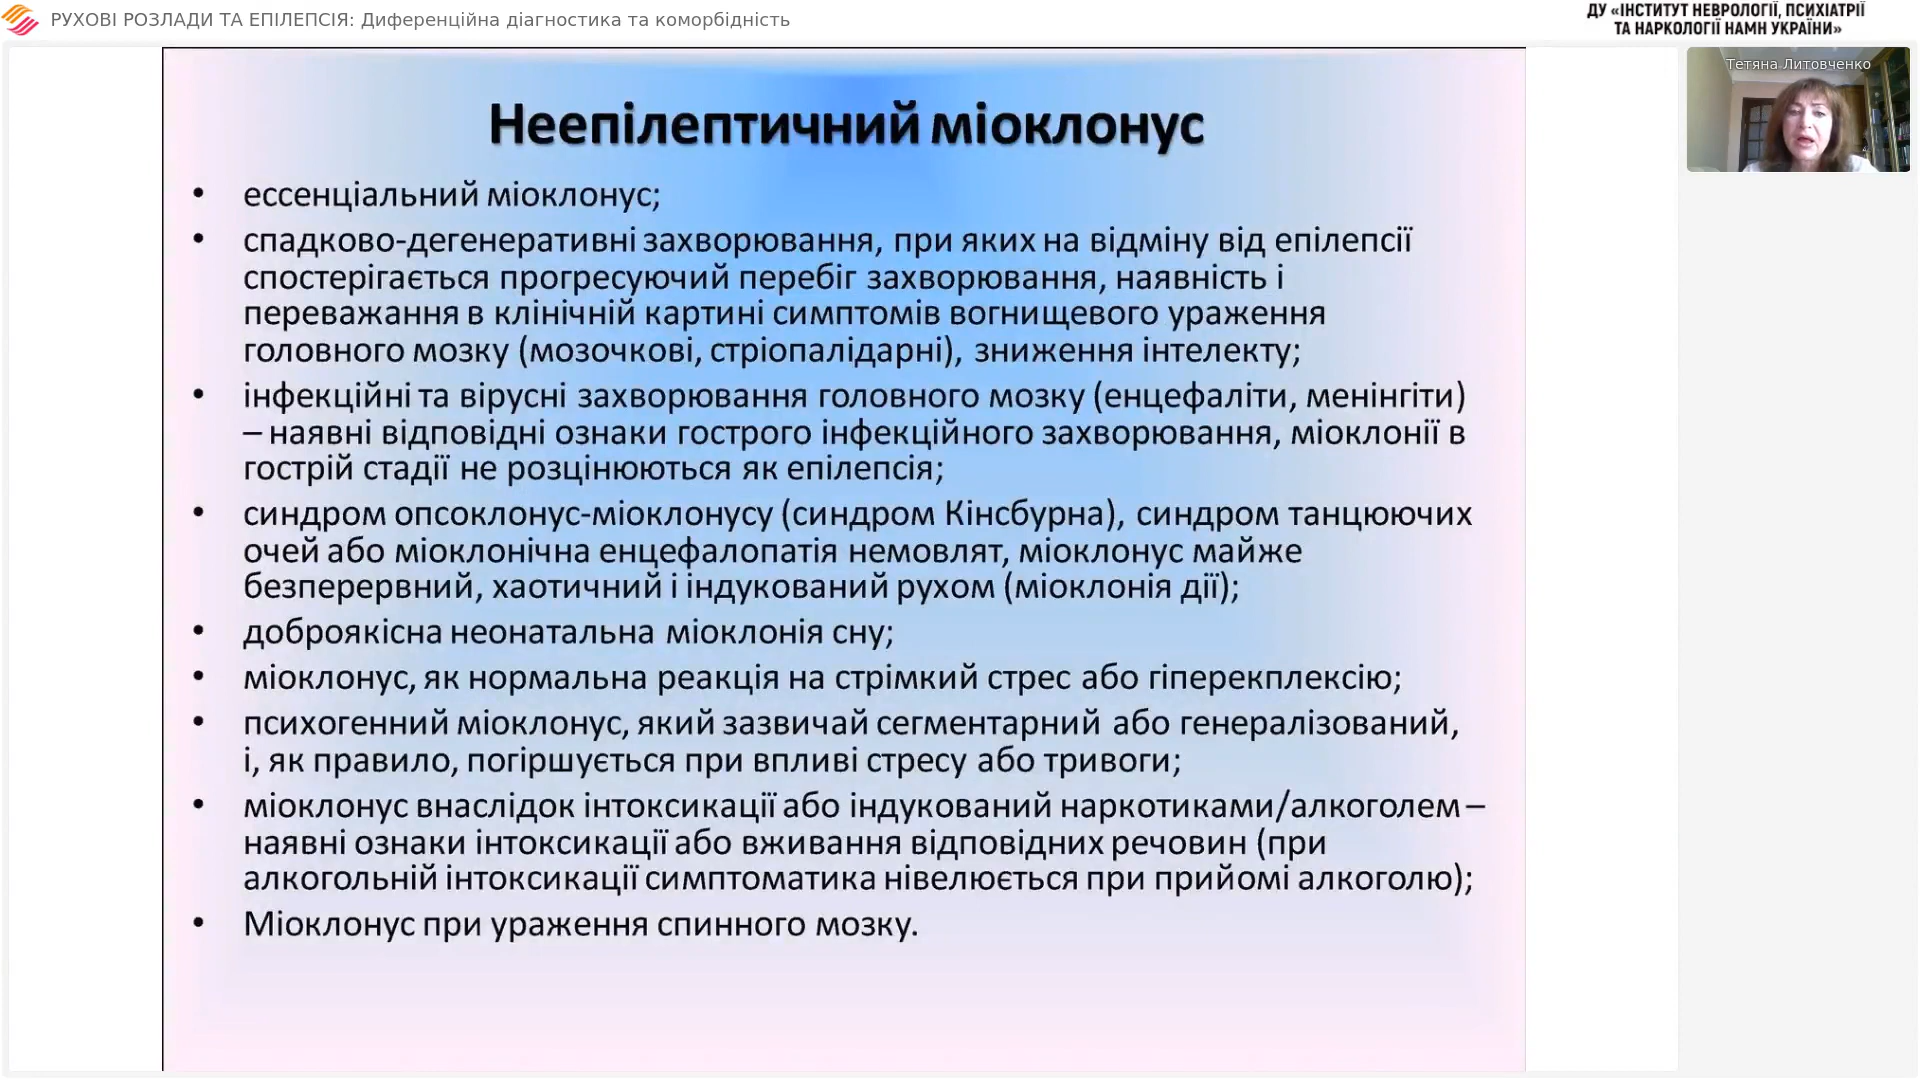 РУХОВІ РОЗЛАДИ ТА ЕПІЛЕПСІЯ: Диференційна діагностика та коморбідність
ДУ «ІНСТИТУТ НЕВРОЛОГІЇ, ПСИХІАТРІЇ
ТА НАРКОЛОГІЇ НАМН УКРАЇНИ»
Тетяна Литовченко
Неепілептичний міоклонус
• ессенціальний міоклонус;
• спадково-дегенеративні захворювання, при яких на відміну від епілепсії
спостерігається прогресуючий перебіг захворювання, наявність і
переважання в клінічній картині симптомів вогнищевого ураження
головного мозку (мозочкові, стріопалідарні), зниження інтелекту;
• інфекційні та вірусні захворювання головного мозку (енцефаліти, менінгіти)
– наявні відповідні ознаки гострого інфекційного захворювання, міоклонії в
гострій стадії не розцінюються як епілепсія;
• синдром опсоклонус-міоклонусу (синдром Кінсбурна), синдром танцюючих
очей або міоклонічна енцефалопатія немовлят, міоклонус майже
безперервний, хаотичний і індукований рухом (міоклонія дії);
• доброякісна неонатальна міоклонія сну;
• міоклонус, як нормальна реакція на стрімкий стрес або гіперекплексію;
• психогенний міоклонус, який зазвичай сегментарний або генералізований,
і, як правило, погіршується при впливі стресу або тривоги;
• міоклонус внаслідок інтоксикації або індукований наркотиками/алкоголем –
наявні ознаки інтоксикації або вживання відповідних речовин (при
алкогольній інтоксикації симптоматика нівелюється при прийомі алкоголю);
• Міоклонус при ураження спинного мозку.